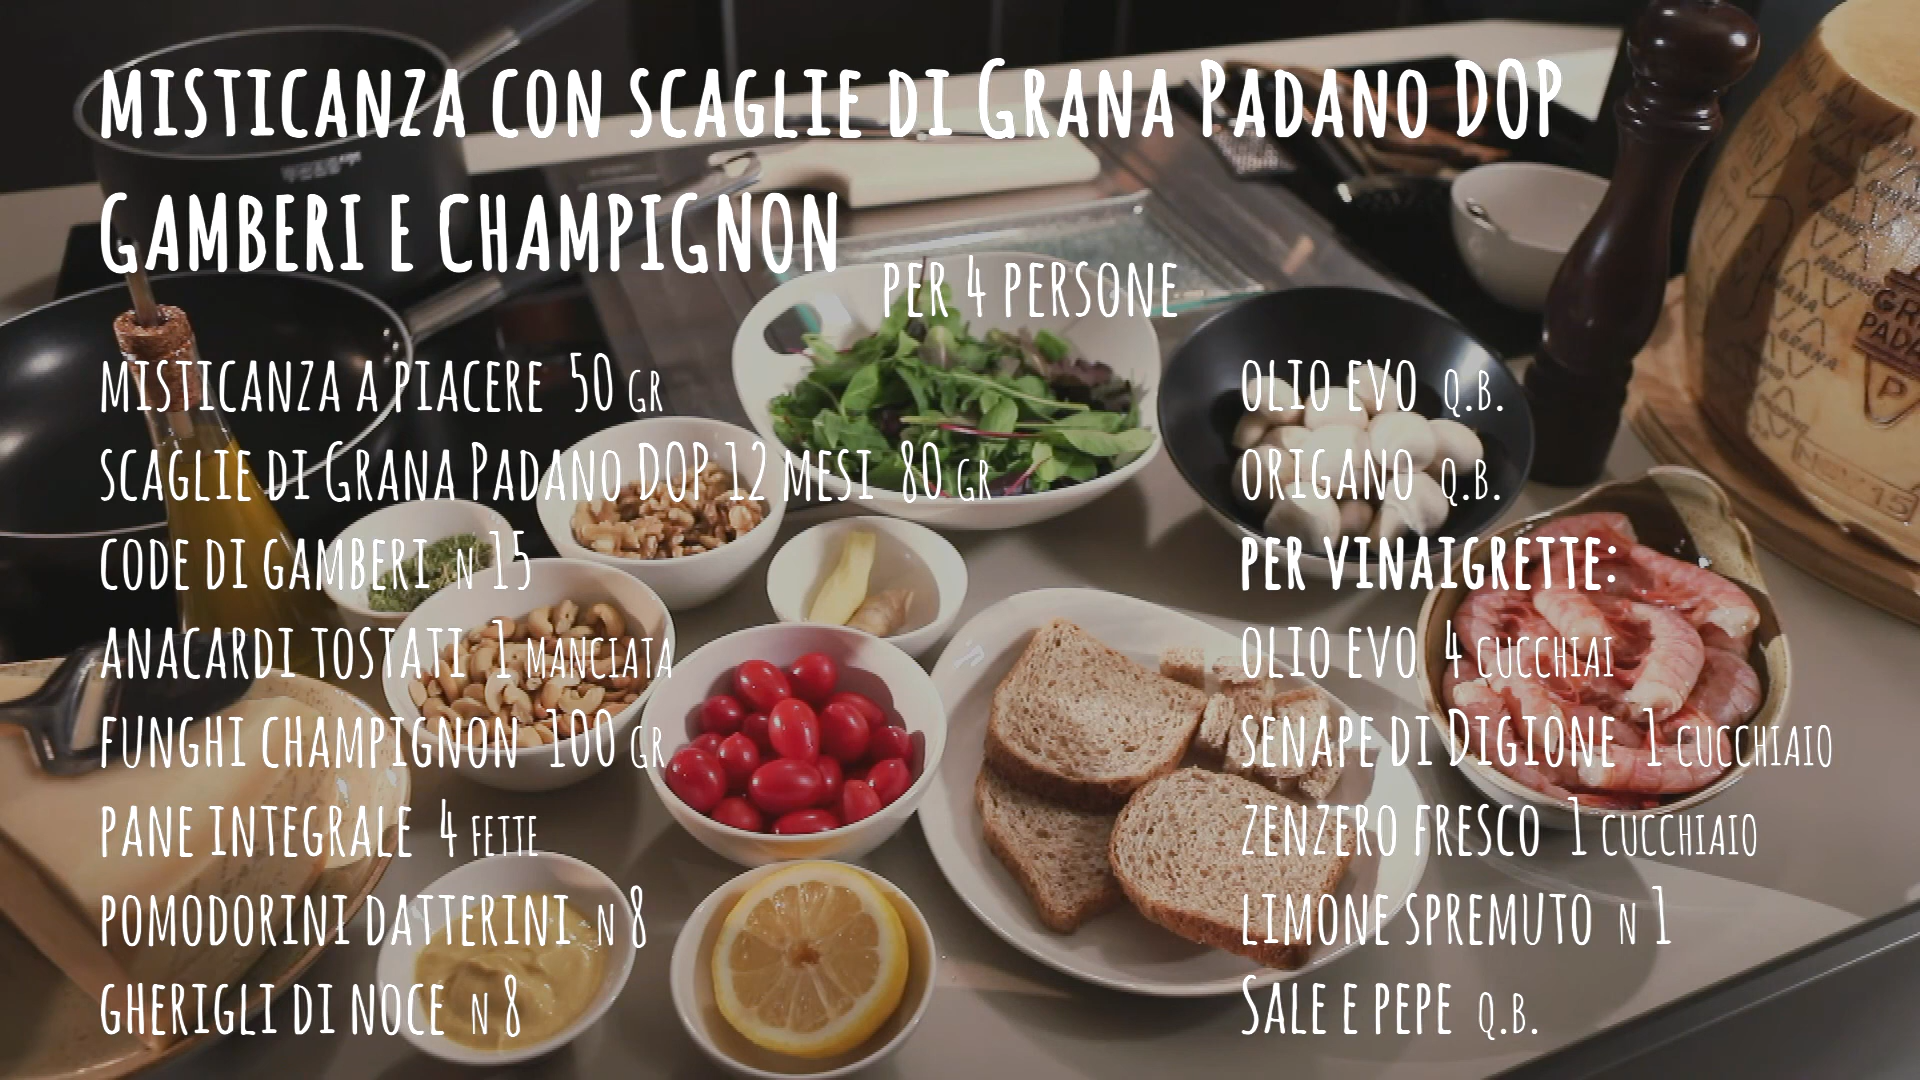 misticanza con scaglie di Grana Padano DOP
Gamberi e champignon
per 4 persone
misticanza a piacere 50 gr
scaglie di Grana Padano DOP 12 mesi 80 gr
code di gamberi n 15
anacardi tostati 1 manciata
funghi champignon 100 gr
pane integrale 4 fette
pomodorini datterini n 8
gherigli di noce n 8
olio evo q.b.
origano q.b.
per vinaigrette:
olio evo 4 cucchiai
senape di Digione 1 cucchiaio
zenzero fresco 1 cucchiaio
limone spremuto n 1
Sale e pepe q.b.